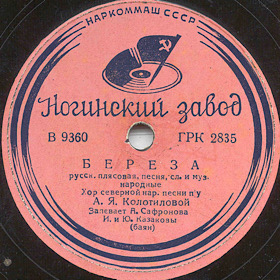 НАРКОММАШ СССР
Ногинский завод
В 9360 ГРК 2835
БЕРЕЗА
русск. плясовая, песня, сл. и муз.
народные
Хор северной нар. песни п/у
А. Я. Колотиловой
Запевает А. Сафронова
И. и Ю. Казаковы
(баян)